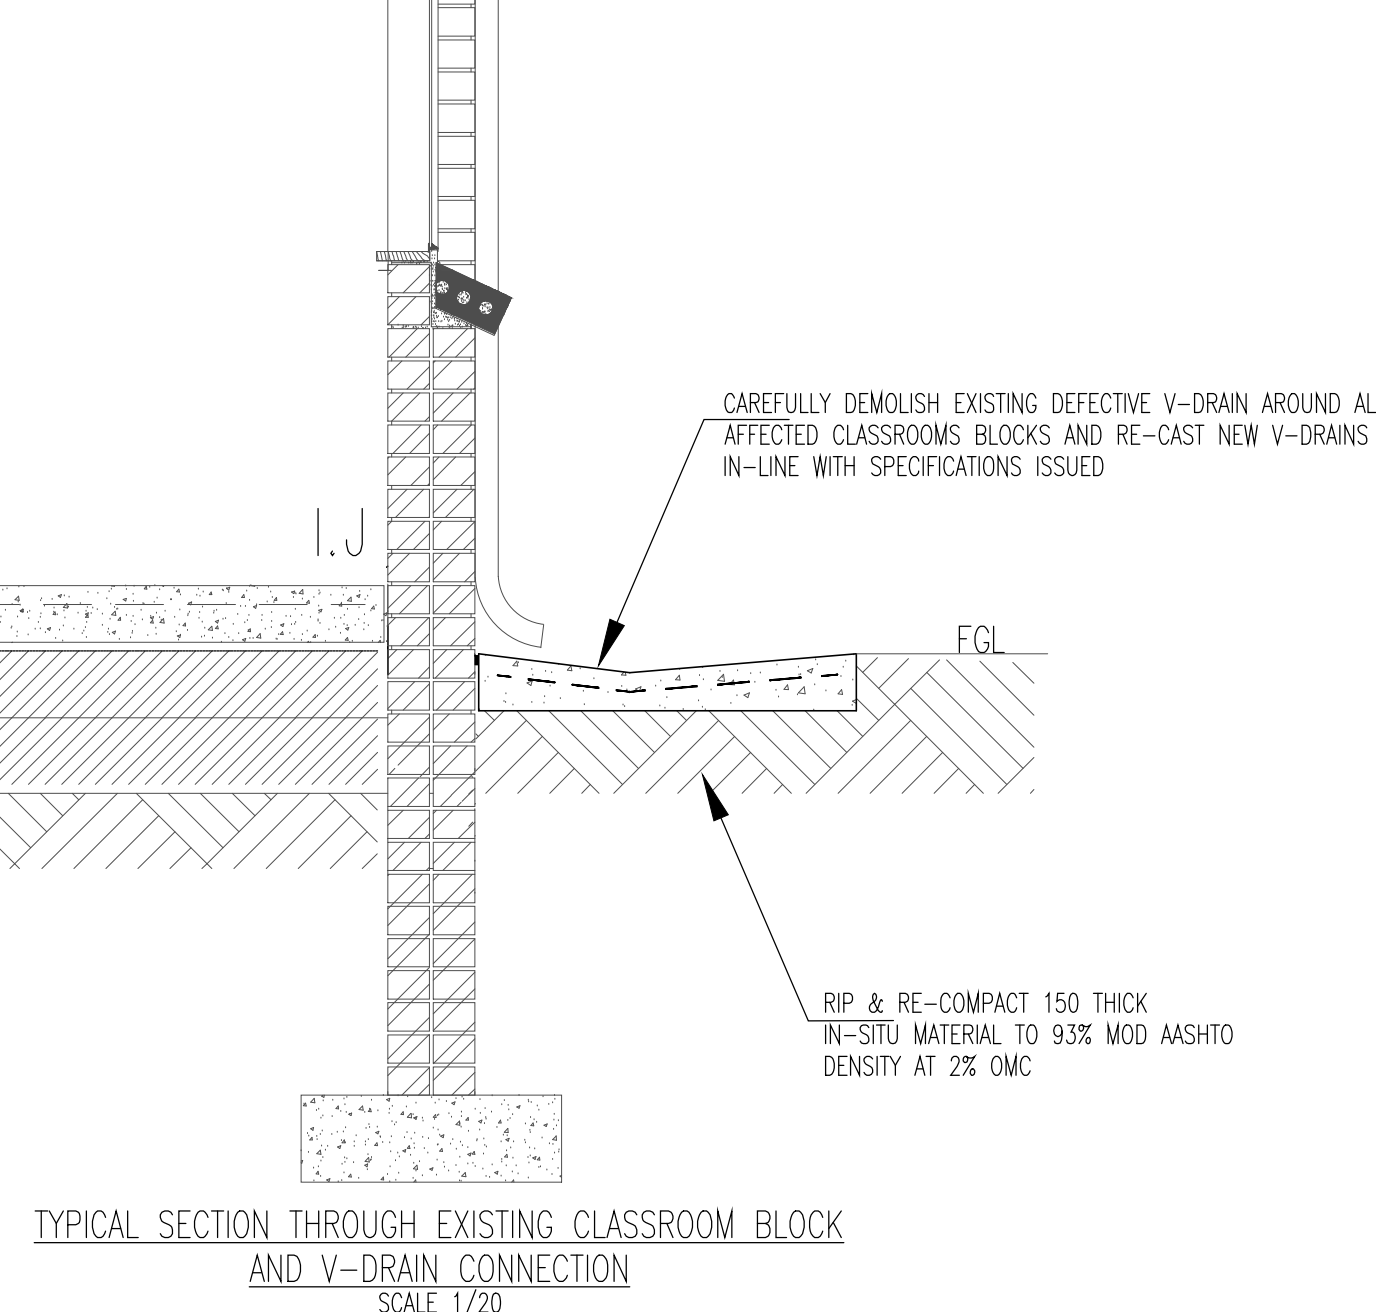 CAREFULLY DEMOLISH EXISTING DEFECTIVE V-DRAIN AROUND AL
AFFECTED CLASSROOMS BLOCKS AND RE-CAST NEW V-DRAINS
IN-LINE WITH SPECIFICATIONS ISSUED
I.J
FGL
RIP & RE-COMPACT 150 THICK
IN-SITU MATERIAL TO 93% MOD AASHTO
DENSITY AT 2% OMC
TYPICAL SECTION THROUGH EXISTING CLASSROOM BLOCK
AND V-DRAIN CONNECTION
SCALE 1/20